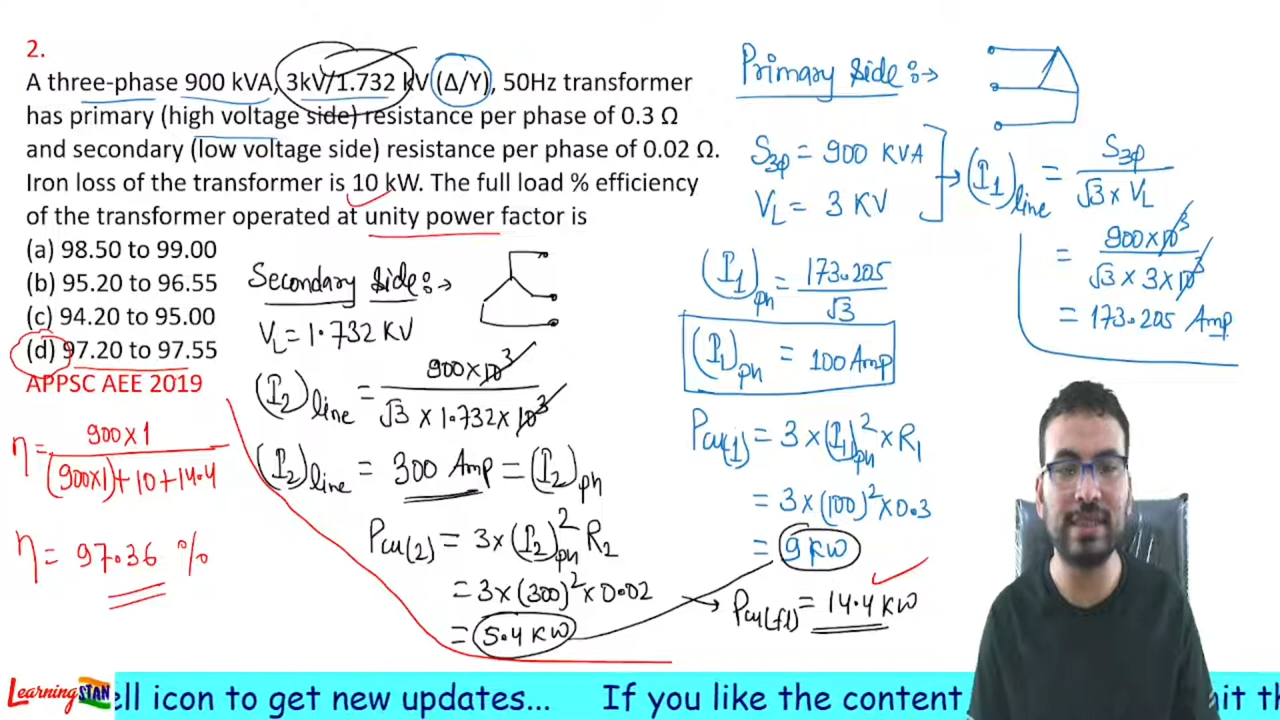 2.
A three-phase 900 kVA, 3kV/1.732 kV (Δ/Y), 50Hz transformer
has primary (high voltage side) resistance per phase of 0.3 Ω
and secondary (low voltage side) resistance per phase of 0.02 Ω.
Iron loss of the transformer is 10 kW. The full load % efficiency
of the transformer operated at unity power factor is
(a) 98.50 to 99.00
(b) 95.20 to 96.55
(c) 94.20 to 95.00
(d) 97.20 to 97.55
APPSC AEE 2019
η = 900×1 / (900×1)+10+14.4
η = 97.36 %
Secondary side :→
V_L = 1.732 KV
(I₂)line = 900×10³ / √3 × 1.732×10³
(I₂)line = 300 Amp = (I₂)ph
Pcu(2) = 3×(I₂)ph² R₂
= 3×(300)²×0.02
= 5.4 KW
Primary side :→
S3φ = 900 KVA
V_L = 3 KV
(I₁)line = S3φ / √3 × V_L
= 900×10³ / √3 × 3×10³
= 173.205 Amp
(I₁)ph = 173.205 / √3
(I₁)ph = 100 Amp
Pcu(1) = 3×(I₁)ph² × R₁
= 3×(100)²×0.3
= 9 KW
Pcu(fl) = 14.4 KW
LearningSTAN
ell icon to get new updates... If you like the content
it th